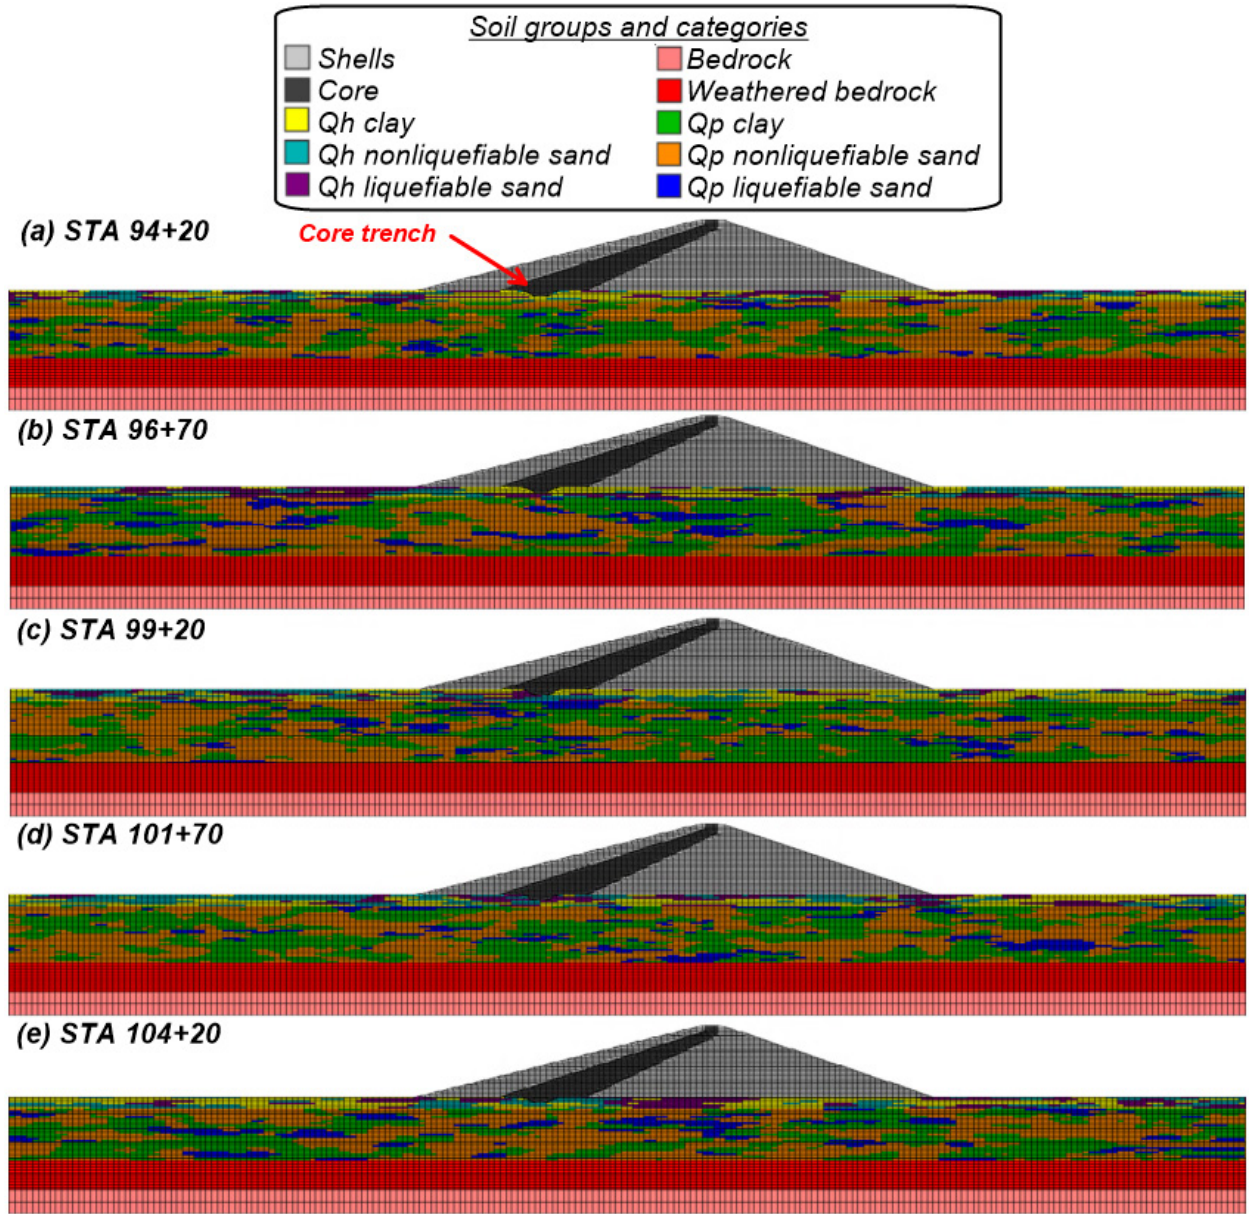 Soil groups and categories
Shells
Bedrock
Core
Weathered bedrock
Qh clay
Qp clay
Qh nonliquefiable sand
Qp nonliquefiable sand
Qh liquefiable sand
Qp liquefiable sand
(a) STA 94+20
Core trench
(b) STA 96+70
(c) STA 99+20
(d) STA 101+70
(e) STA 104+20